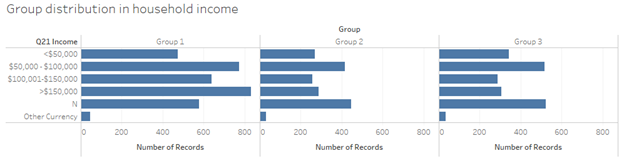 Group distribution in household income
Group
Q21 Income Group 1 Group 2 Group 3
<$50,000
$50,000 - $100,000
$100,001-$150,000
>$150,000
N
Other Currency
0 200 400 600 800 0 200 400 600 800 0 200 400 600 800
Number of Records Number of Records Number of Records